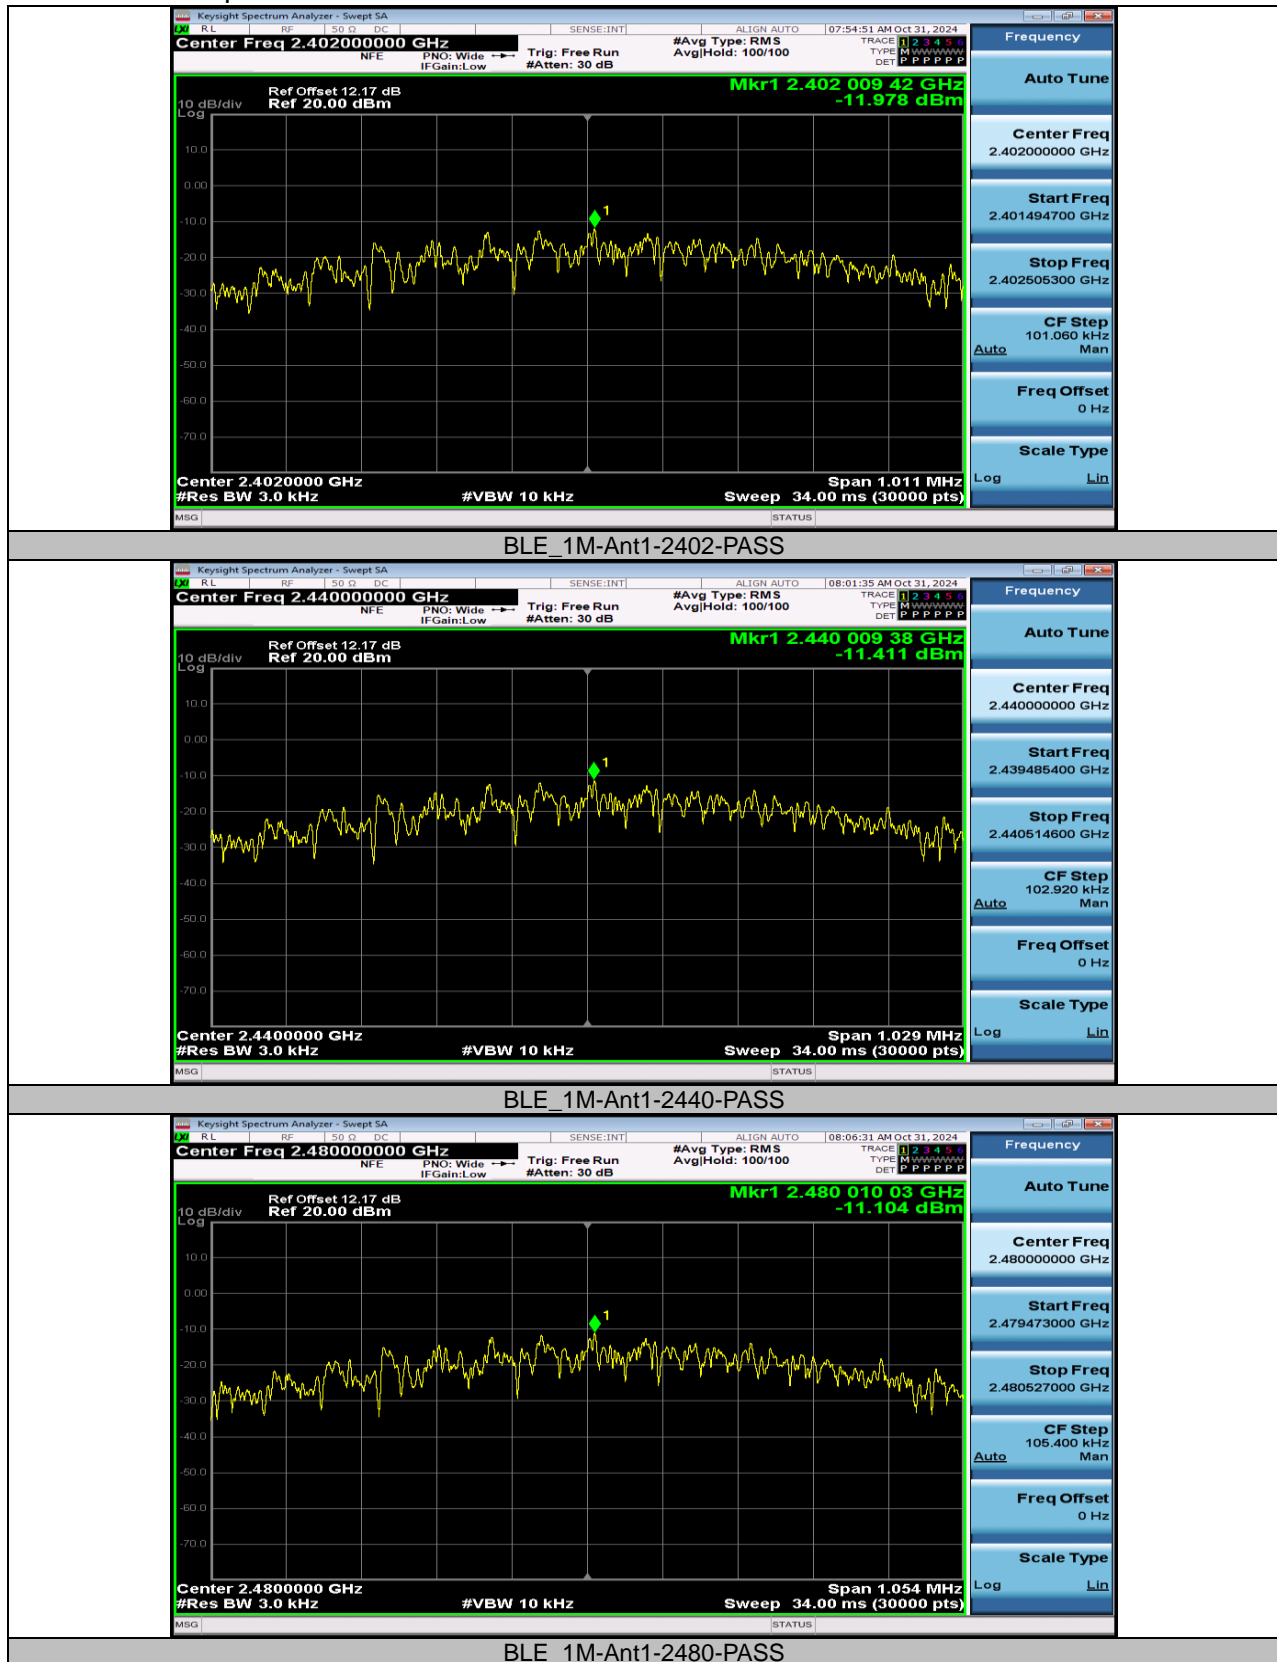 Keysight Spectrum Analyzer - Swept SA
LXI RL RF 50 Ω DC SENSE:INT ALIGN AUTO 07:54:51 AM Oct 31, 2024
Center Freq 2.402000000 GHz #Avg Type: RMS TRACE 1 2 3 4 5 6
NFE PNO: Wide Trig: Free Run Avg|Hold: 100/100 TYPE M W W W W W
IFGain:Low #Atten: 30 dB DET P P P P P P
Ref Offset 12.17 dB Mkr1 2.402 009 42 GHz
10 dB/div Ref 20.00 dBm -11.978 dBm
Log
10.0
0.00
-10.0
1
-20.0
-30.0
-40.0
-50.0
-60.0
-70.0
Center 2.4020000 GHz Span 1.011 MHz
#Res BW 3.0 kHz #VBW 10 kHz Sweep 34.00 ms (30000 pts)
MSG STATUS
Frequency
Auto Tune
Center Freq
2.402000000 GHz
Start Freq
2.401494700 GHz
Stop Freq
2.402505300 GHz
CF Step
101.060 kHz
Auto Man
Freq Offset
0 Hz
Scale Type
Log Lin
BLE_1M-Ant1-2402-PASS
Keysight Spectrum Analyzer - Swept SA
LXI RL RF 50 Ω DC SENSE:INT ALIGN AUTO 08:01:35 AM Oct 31, 2024
Center Freq 2.440000000 GHz #Avg Type: RMS TRACE 1 2 3 4 5 6
NFE PNO: Wide Trig: Free Run Avg|Hold: 100/100 TYPE M W W W W W
IFGain:Low #Atten: 30 dB DET P P P P P P
Ref Offset 12.17 dB Mkr1 2.440 009 38 GHz
10 dB/div Ref 20.00 dBm -11.411 dBm
Log
10.0
0.00
-10.0
1
-20.0
-30.0
-40.0
-50.0
-60.0
-70.0
Center 2.4400000 GHz Span 1.029 MHz
#Res BW 3.0 kHz #VBW 10 kHz Sweep 34.00 ms (30000 pts)
MSG STATUS
Frequency
Auto Tune
Center Freq
2.440000000 GHz
Start Freq
2.439485400 GHz
Stop Freq
2.440514600 GHz
CF Step
102.920 kHz
Auto Man
Freq Offset
0 Hz
Scale Type
Log Lin
BLE_1M-Ant1-2440-PASS
Keysight Spectrum Analyzer - Swept SA
LXI RL RF 50 Ω DC SENSE:INT ALIGN AUTO 08:06:31 AM Oct 31, 2024
Center Freq 2.480000000 GHz #Avg Type: RMS TRACE 1 2 3 4 5 6
NFE PNO: Wide Trig: Free Run Avg|Hold: 100/100 TYPE M W W W W W
IFGain:Low #Atten: 30 dB DET P P P P P P
Ref Offset 12.17 dB Mkr1 2.480 010 03 GHz
10 dB/div Ref 20.00 dBm -11.104 dBm
Log
10.0
0.00
-10.0
1
-20.0
-30.0
-40.0
-50.0
-60.0
-70.0
Center 2.4800000 GHz Span 1.054 MHz
#Res BW 3.0 kHz #VBW 10 kHz Sweep 34.00 ms (30000 pts)
MSG STATUS
Frequency
Auto Tune
Center Freq
2.480000000 GHz
Start Freq
2.479473000 GHz
Stop Freq
2.480527000 GHz
CF Step
105.400 kHz
Auto Man
Freq Offset
0 Hz
Scale Type
Log Lin
BLE_1M-Ant1-2480-PASS